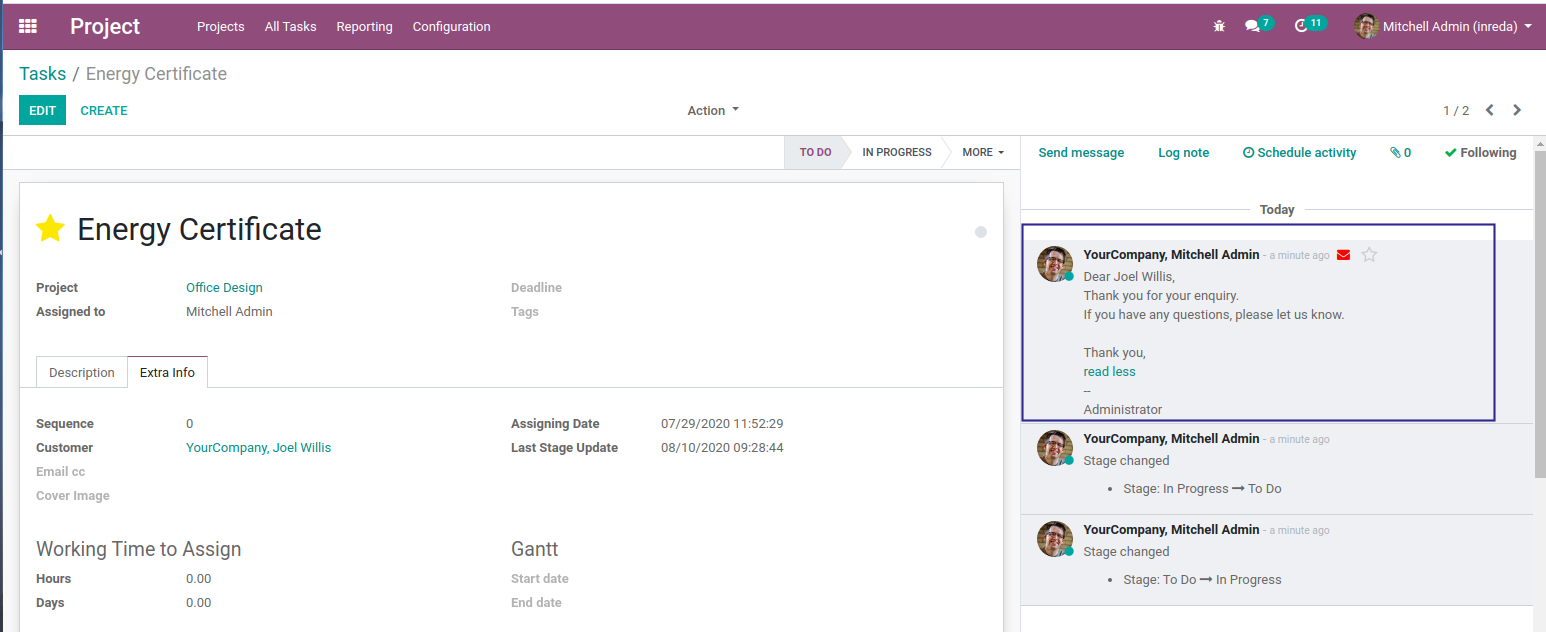 Project Projects All Tasks Reporting Configuration 7 11 Mitchell Admin (inreda)
Tasks / Energy Certificate
EDIT CREATE Action 1 / 2
TO DO IN PROGRESS MORE
Send message Log note Schedule activity 0 Following
Energy Certificate
Project Office Design Deadline
Assigned to Mitchell Admin Tags
Description Extra Info
Sequence 0 Assigning Date 07/29/2020 11:52:29
Customer YourCompany, Joel Willis Last Stage Update 08/10/2020 09:28:44
Email cc
Cover Image
Working Time to Assign Gantt
Hours 0.00 Start date
Days 0.00 End date
Today
YourCompany, Mitchell Admin - a minute ago
Dear Joel Willis,
Thank you for your enquiry.
If you have any questions, please let us know.
Thank you,
read less
--
Administrator
YourCompany, Mitchell Admin - a minute ago
Stage changed
• Stage: In Progress → To Do
YourCompany, Mitchell Admin - a minute ago
Stage changed
• Stage: To Do → In Progress